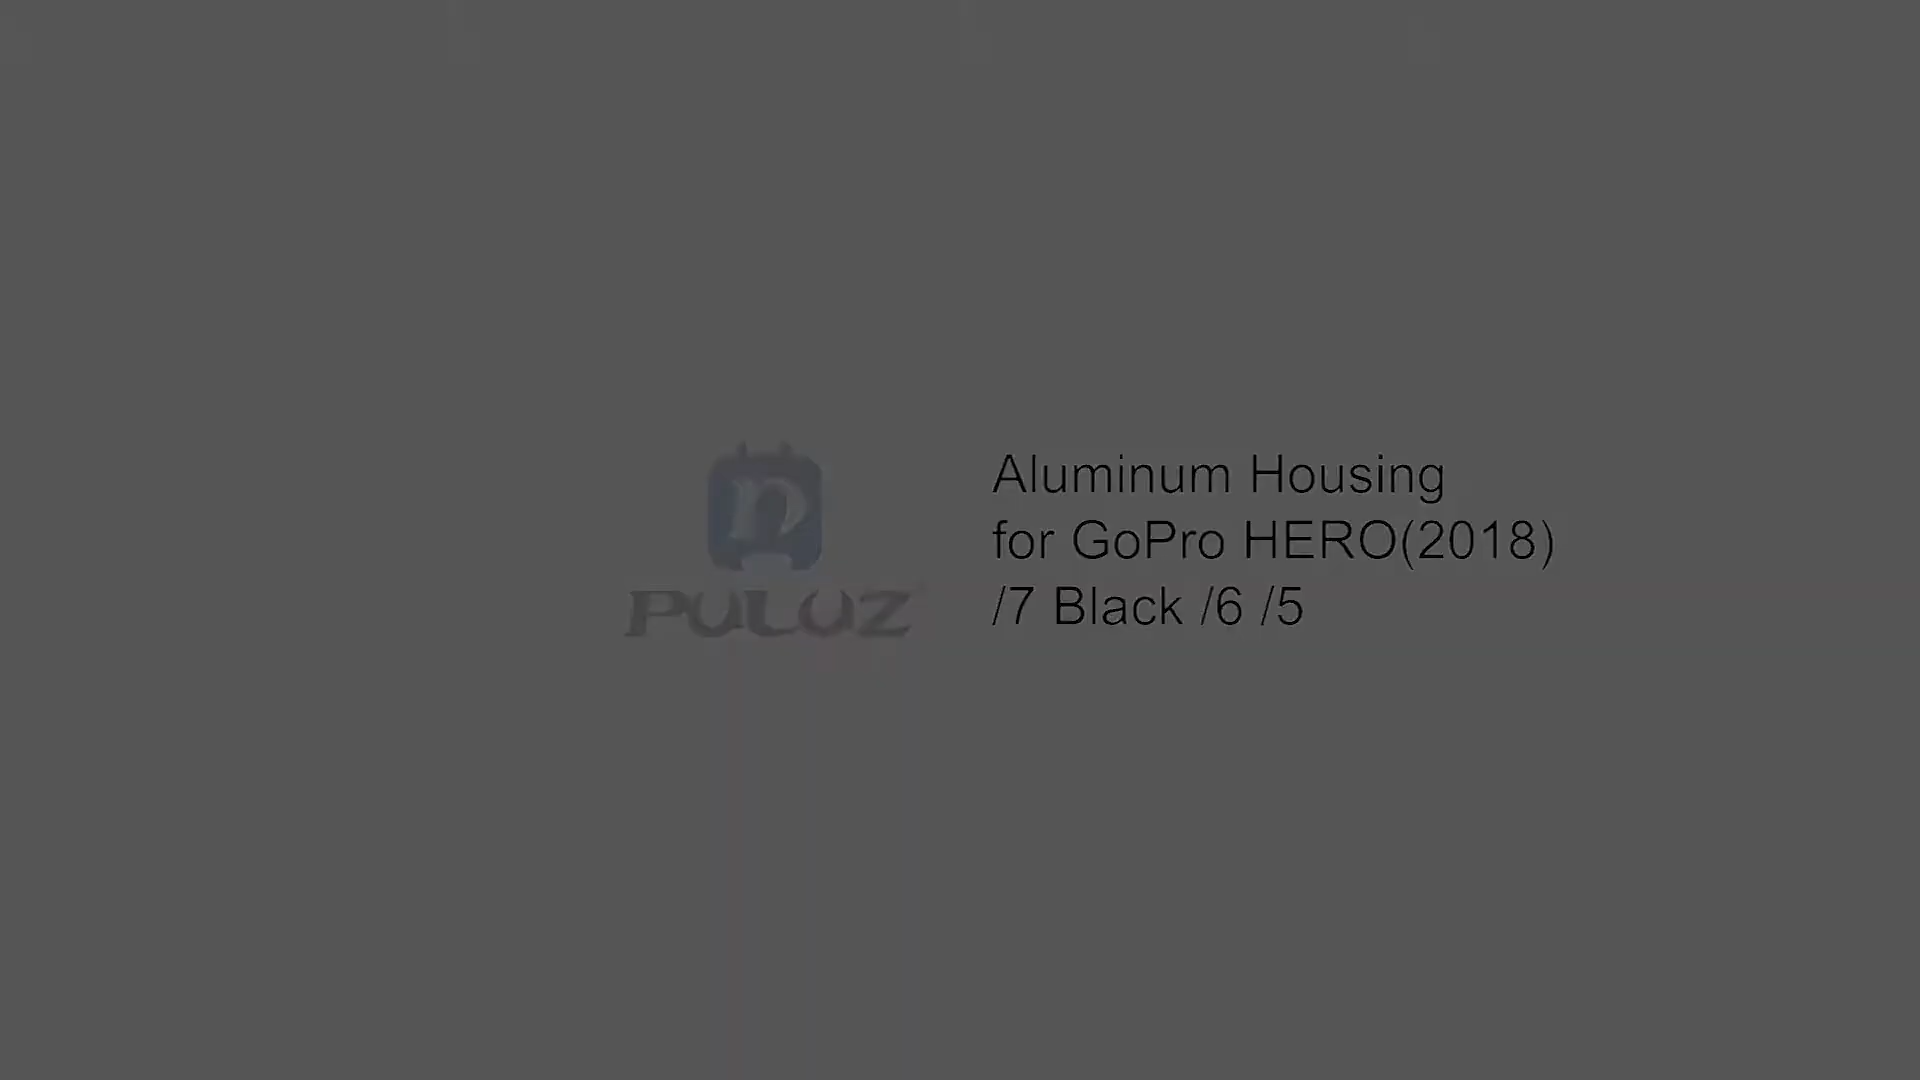 PULUZ
Aluminum Housing
for GoPro HERO(2018)
/7 Black /6 /5